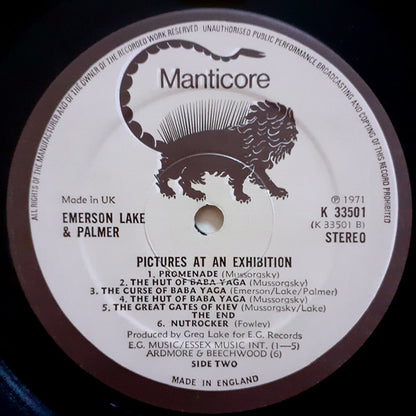 ALL RIGHTS OF THE MANUFACTURER AND OF THE OWNER OF THE RECORDED WORK RESERVED UNAUTHORISED PUBLIC PERFORMANCE BROADCASTING AND COPYING OF THIS RECORD PROHIBITED
Manticore
Made in UK
℗ 1971
EMERSON LAKE
& PALMER
K 33501
(K 33501 B)
STEREO
PICTURES AT AN EXHIBITION
1. PROMENADE (Mussorgsky)
2. THE HUT OF BABA YAGA (Mussorgsky)
3. THE CURSE OF BABA YAGA (Emerson/Lake/Palmer)
4. THE HUT OF BABA YAGA (Mussorgsky)
5. THE GREAT GATES OF KIEV (Mussorgsky/Lake)
THE END
6. NUTROCKER (Fowley)
Produced by Greg Lake for E.G. Records
E.G. MUSIC/ESSEX MUSIC INT. (1—5)
ARDMORE & BEECHWOOD (6)
SIDE TWO
MADE IN ENGLAND